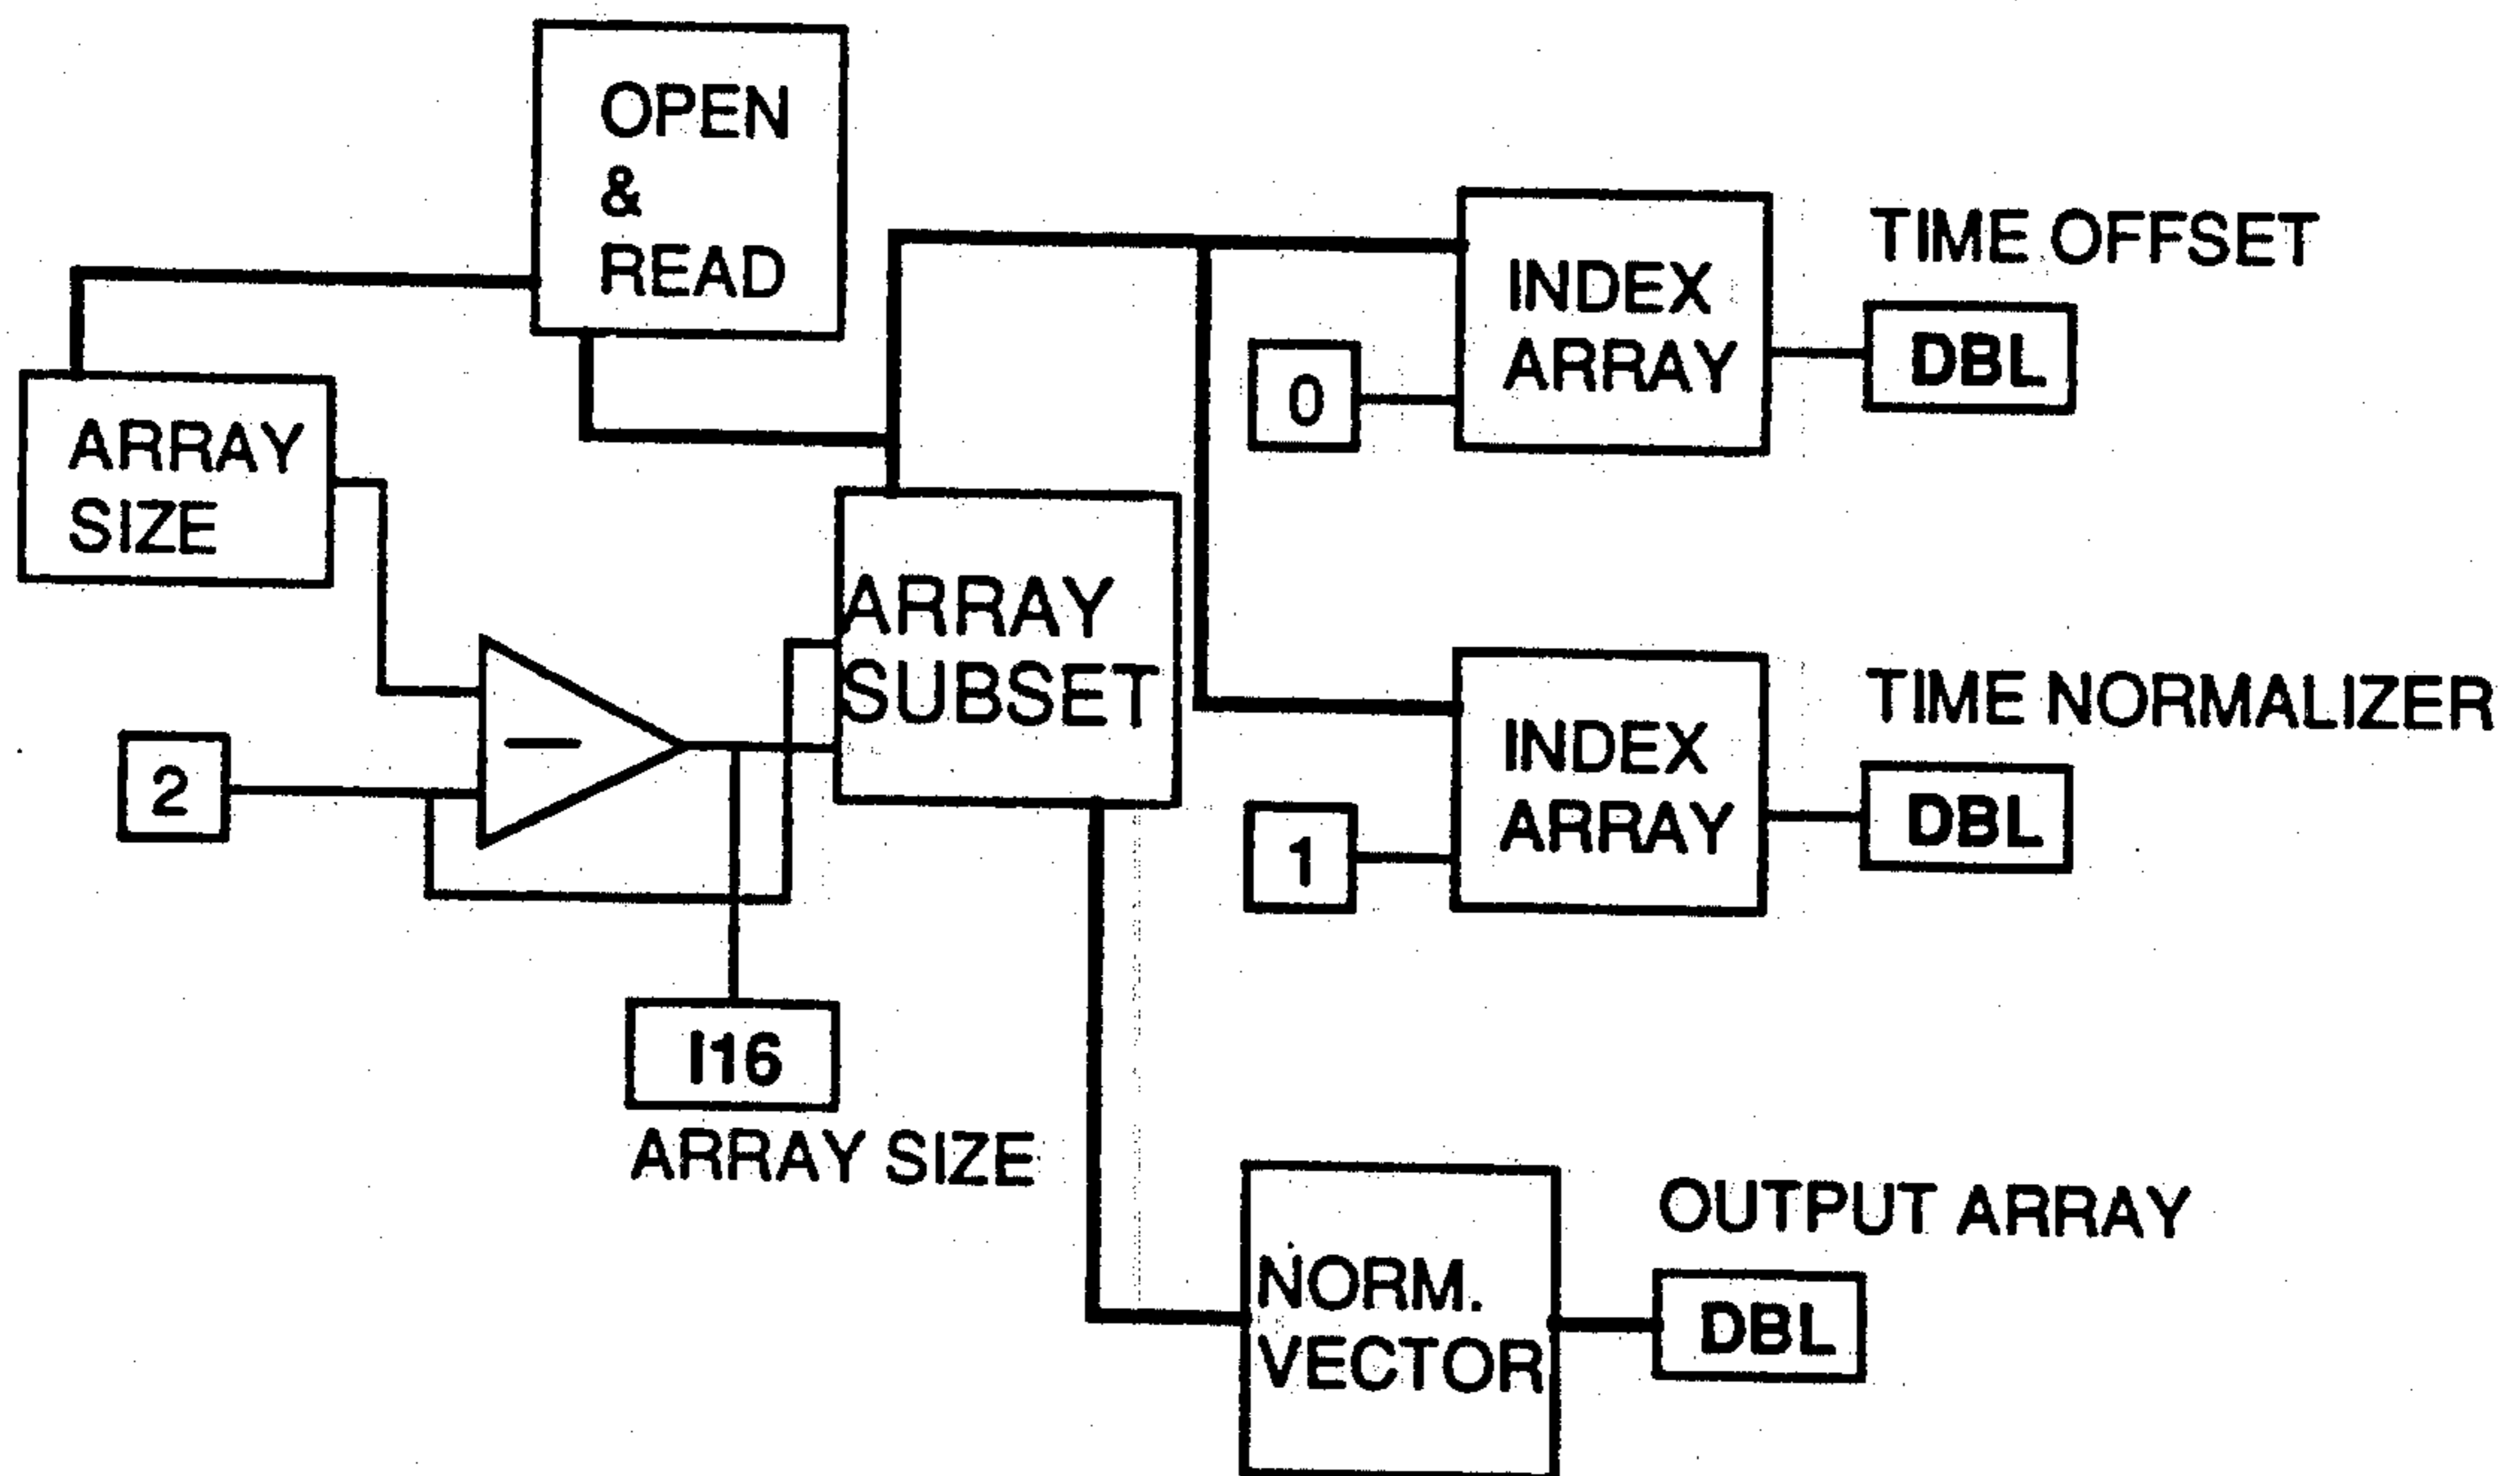 OPEN
&
READ
TIME OFFSET
INDEX
ARRAY
DBL
0
ARRAY
SIZE
ARRAY
SUBSET
TIME NORMALIZER
INDEX
ARRAY
DBL
2
–
1
I16
ARRAY SIZE
OUTPUT ARRAY
NORM.
VECTOR
DBL